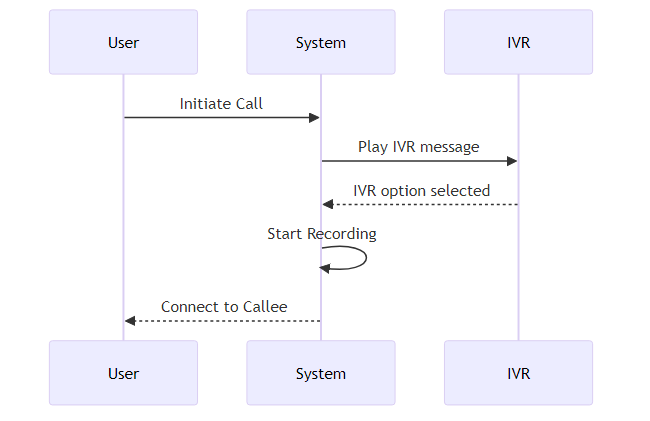 User
System
IVR
Initiate Call
Play IVR message
IVR option selected
Start Recording
Connect to Callee
User
System
IVR